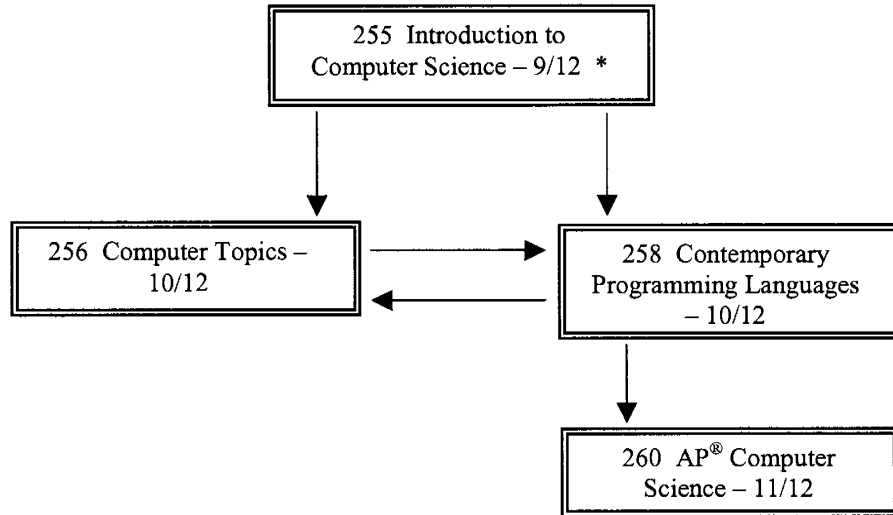 255 Introduction to
Computer Science – 9/12 *
256 Computer Topics –
10/12
258 Contemporary
Programming Languages
– 10/12
260 AP® Computer
Science – 11/12